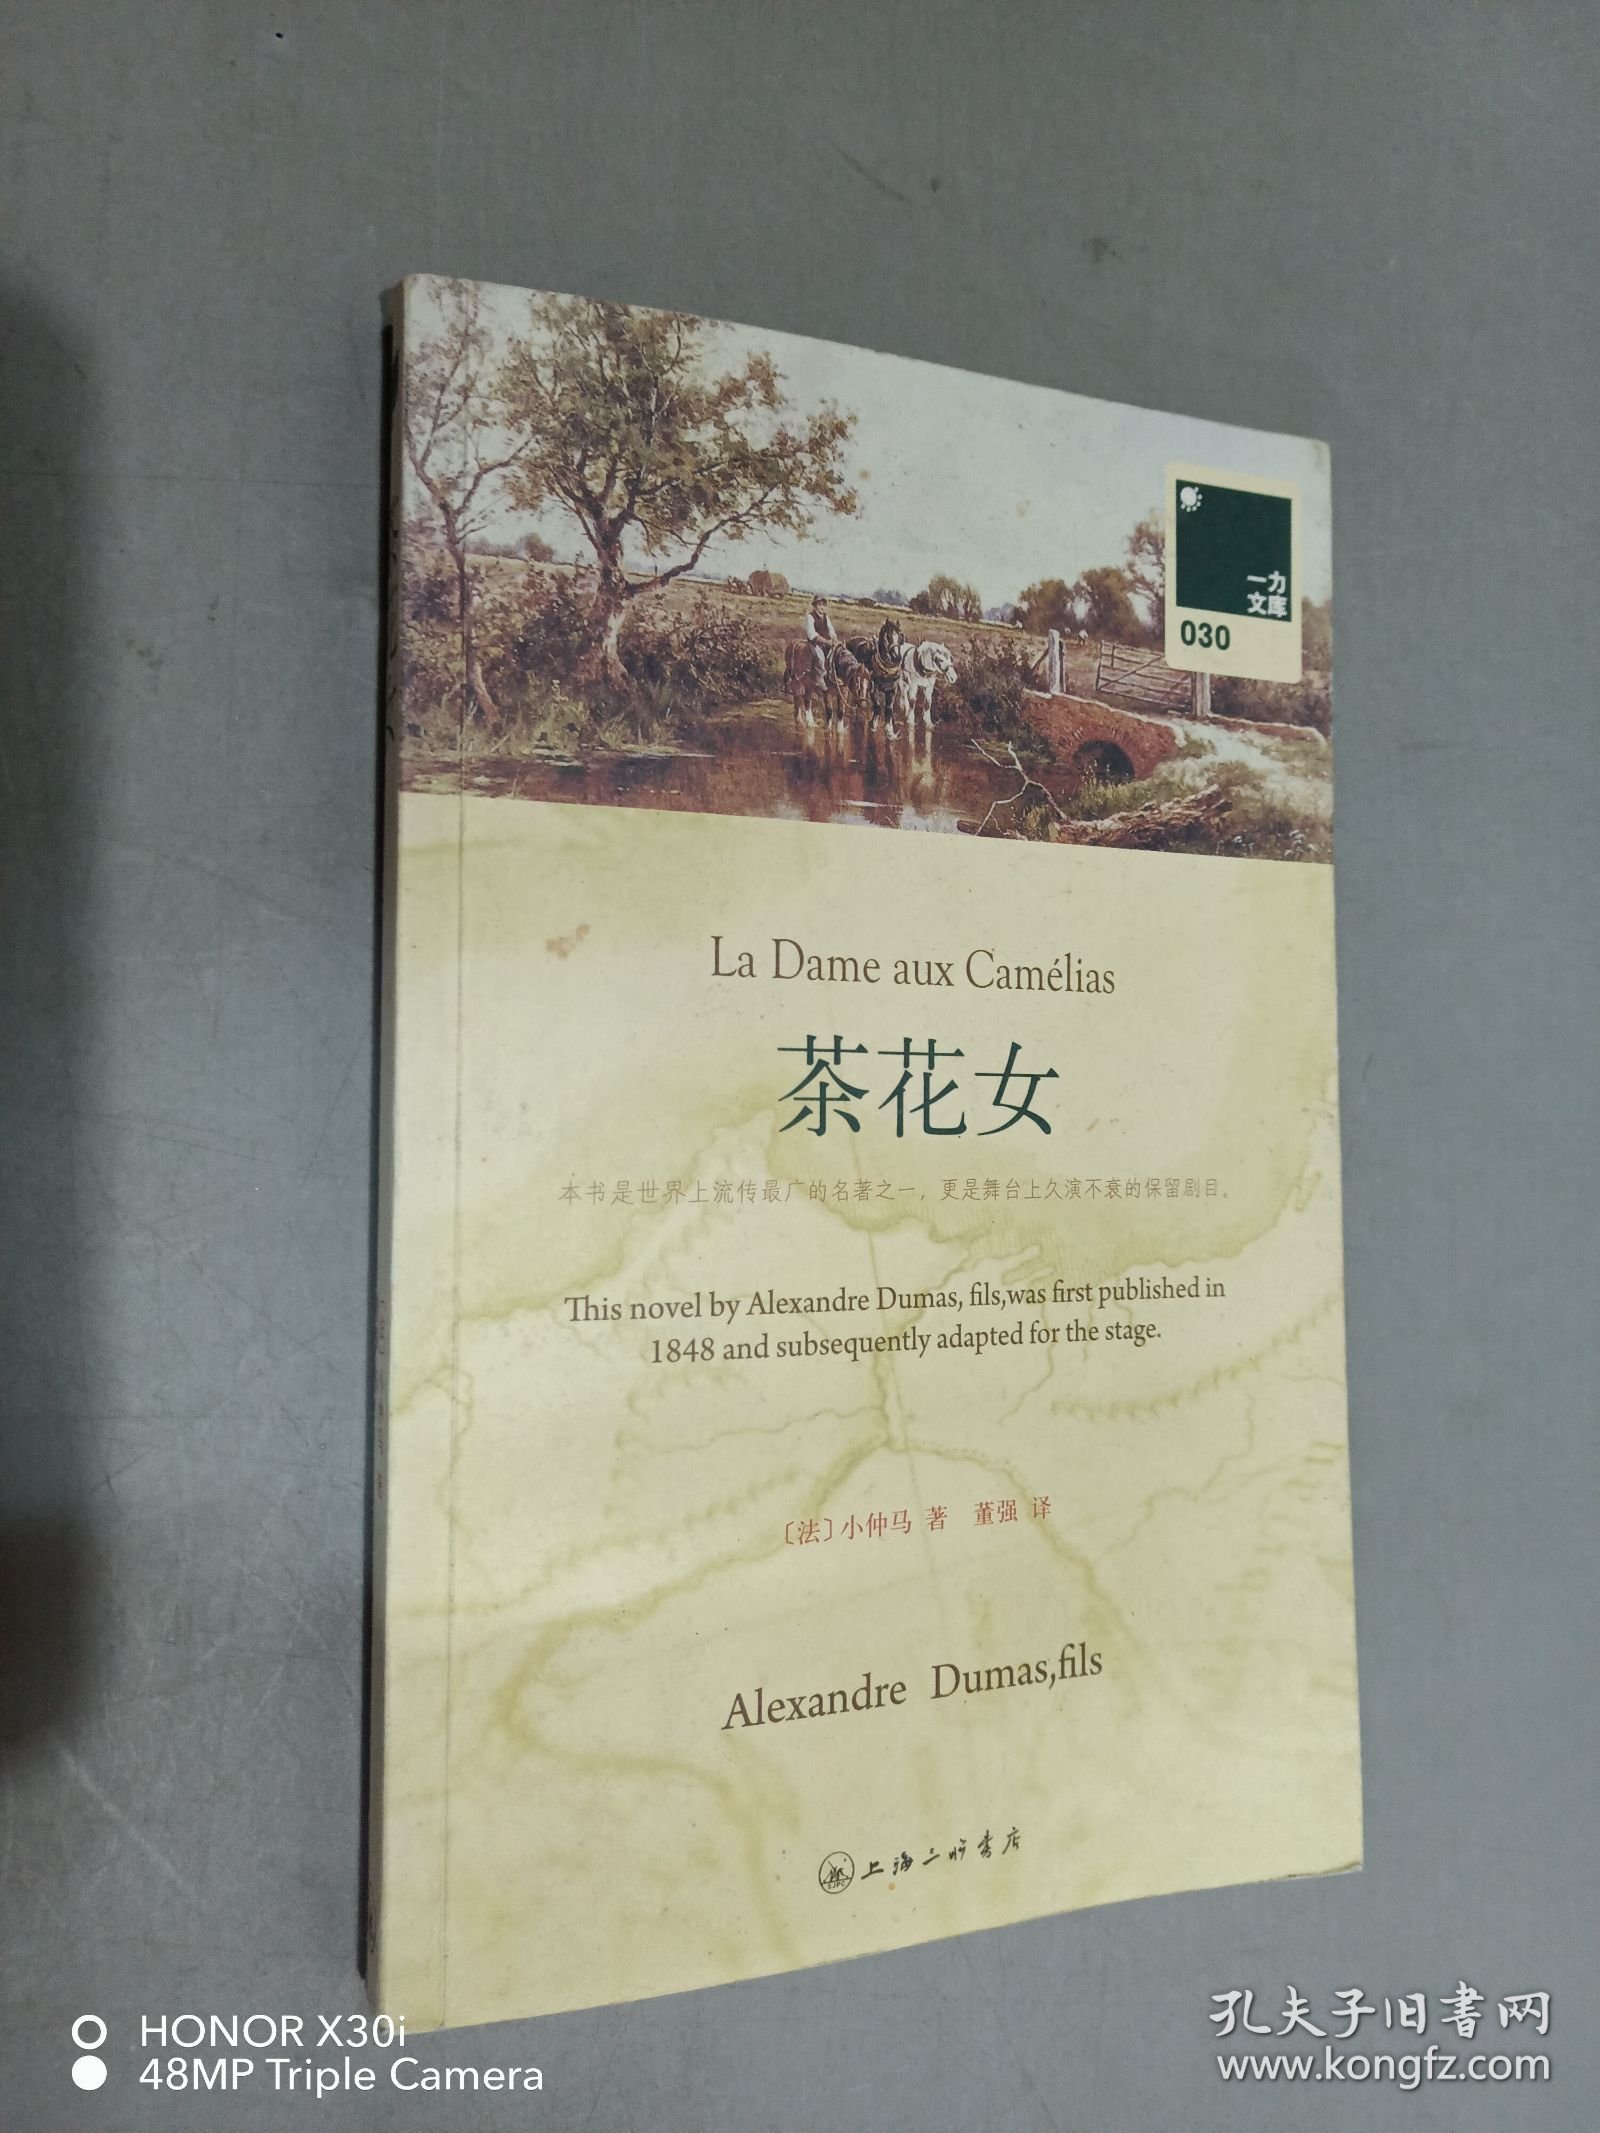 一力
文库
030
La Dame aux Camélias
茶花女
本书是世界上流传最广的名著之一，更是舞台上久演不衰的保留剧目。
This novel by Alexandre Dumas, fils,was first published in
1848 and subsequently adapted for the stage.
〔法〕小仲马 著 董强 译
Alexandre Dumas,fils
SJPC 上海三联书店
HONOR X30i
48MP Triple Camera
孔夫子旧书网
www.kongfz.com